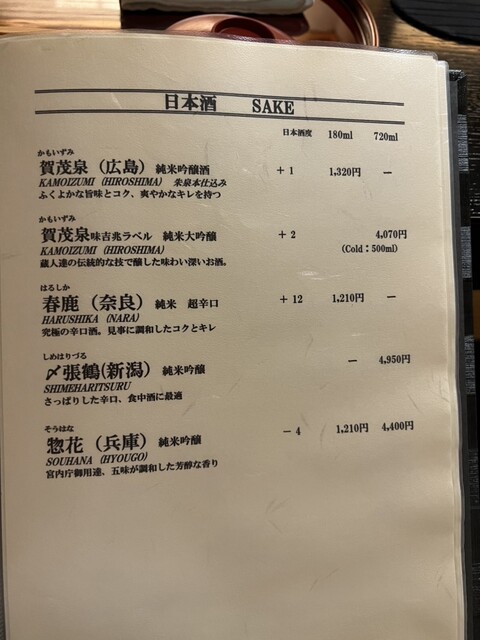 日本酒 SAKE
日本酒度 180ml 720ml
かもいずみ
賀茂泉（広島） 純米吟醸酒 ＋1 1,320円 ー
KAMOIZUMI (HIROSHIMA) 朱泉本仕込み
ふくよかな旨味とコク、爽やかなキレを持つ
かもいずみ
賀茂泉味吉兆ラベル 純米大吟醸 ＋2 4,070円
KAMOIZUMI (HIROSHIMA) (Cold：500ml)
蔵人達の伝統的な技で醸した味わい深いお酒。
はるしか
春鹿（奈良） 純米 超辛口 ＋12 1,210円 ー
HARUSHIKA (NARA)
究極の辛口酒。見事に調和したコクとキレ
しめはりづる
〆張鶴(新潟) 純米吟醸 ー 4,950円
SHIMEHARITSURU
さっぱりした辛口、食中酒に最適
そうはな
惣花（兵庫） 純米吟醸 －4 1,210円 4,400円
SOUHANA (HYOUGO)
宮内庁御用達、五味が調和した芳醇な香り